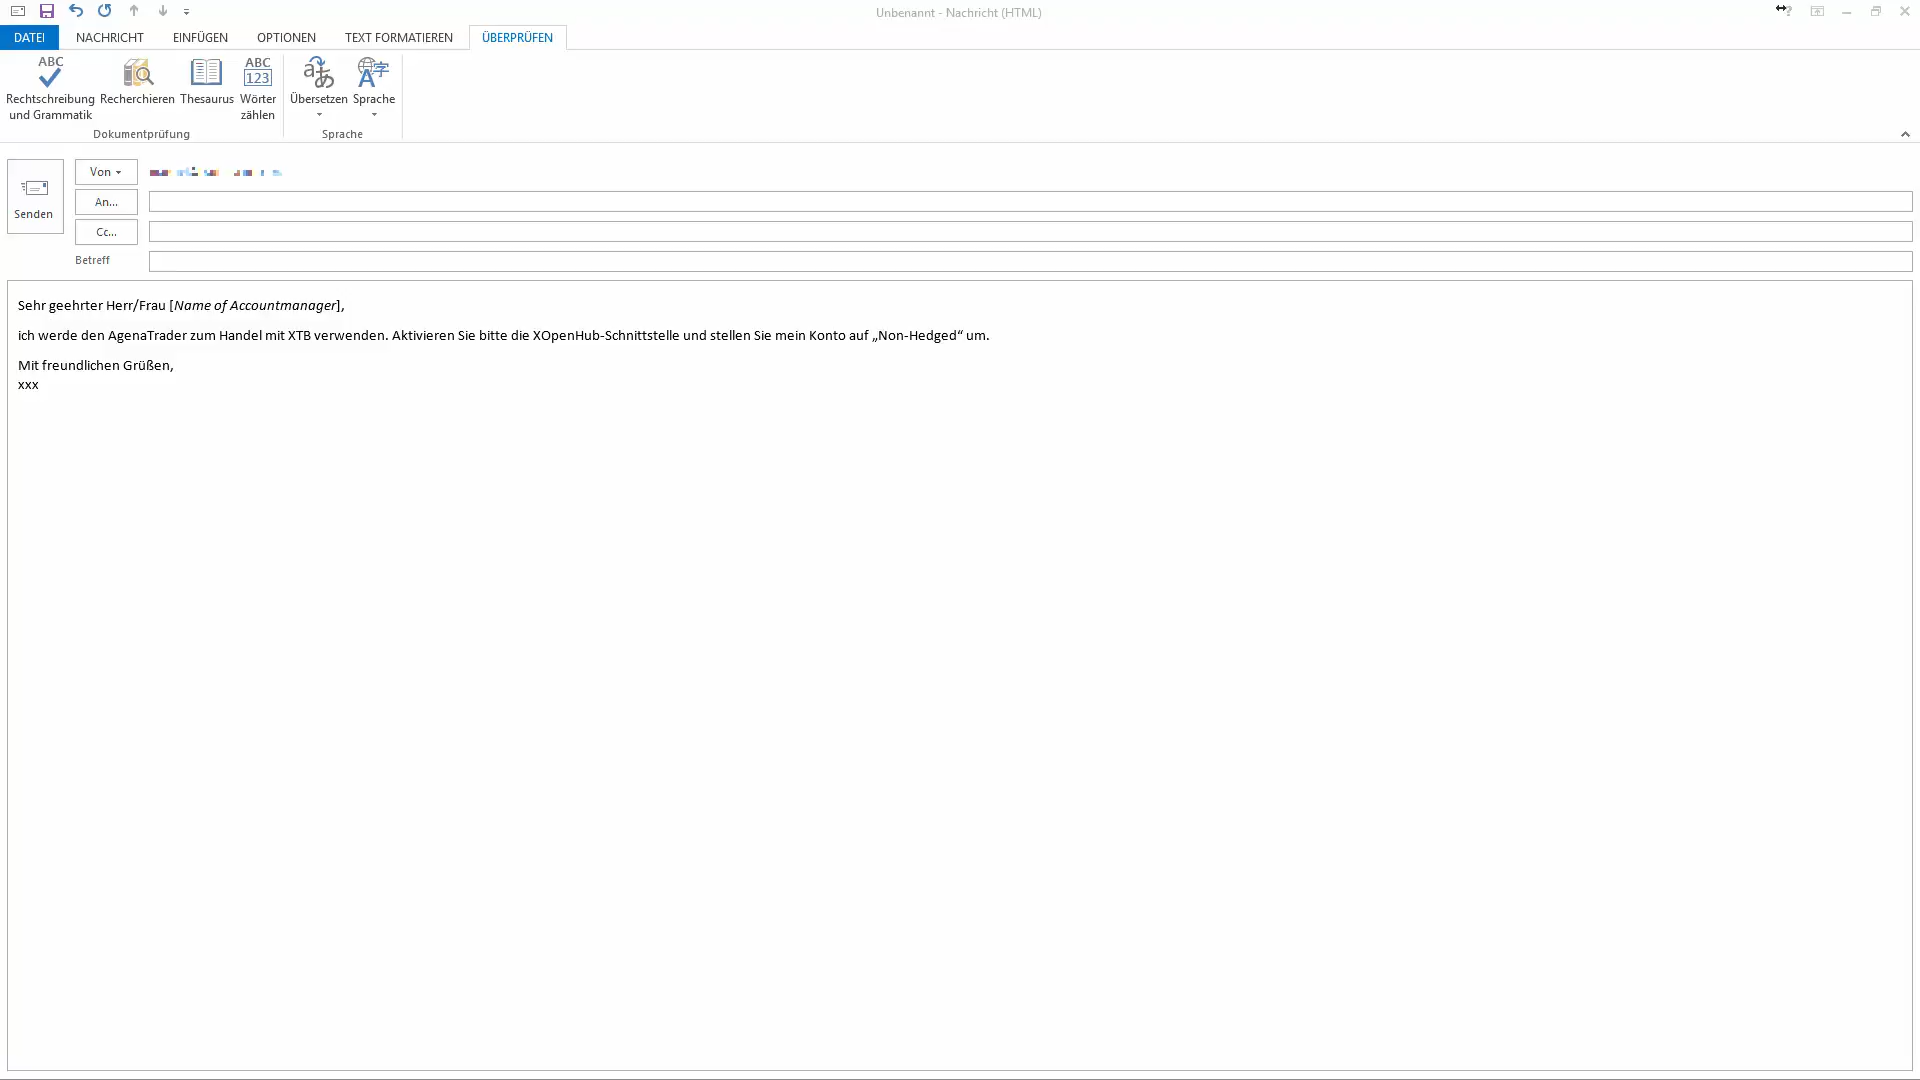 Unbenannt - Nachricht (HTML)
DATEI NACHRICHT EINFÜGEN OPTIONEN TEXT FORMATIEREN ÜBERPRÜFEN
ABC
ABC
123
Rechtschreibung und Grammatik
Recherchieren
Thesaurus
Wörter zählen
Übersetzen
Sprache
Dokumentprüfung
Sprache
Senden
Von
An...
Cc...
Betreff
Sehr geehrter Herr/Frau [Name of Accountmanager],
ich werde den AgenaTrader zum Handel mit XTB verwenden. Aktivieren Sie bitte die XOpenHub-Schnittstelle und stellen Sie mein Konto auf „Non-Hedged“ um.
Mit freundlichen Grüßen,
xxx